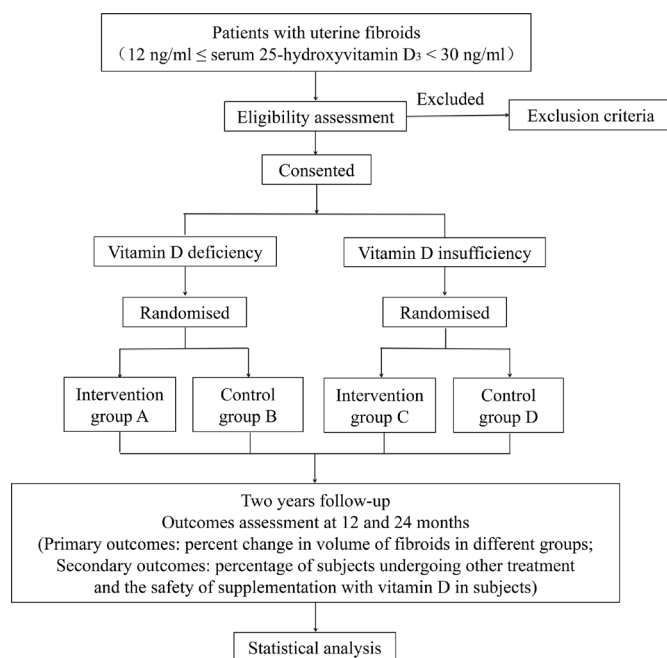 Patients with uterine fibroids
（12 ng/ml ≤ serum 25-hydroxyvitamin D₃ < 30 ng/ml）
Eligibility assessment
Excluded
Exclusion criteria
Consented
Vitamin D deficiency
Vitamin D insufficiency
Randomised
Randomised
Intervention
group A
Control
group B
Intervention
group C
Control
group D
Two years follow-up
Outcomes assessment at 12 and 24 months
(Primary outcomes: percent change in volume of fibroids in different groups;
Secondary outcomes: percentage of subjects undergoing other treatment
and the safety of supplementation with vitamin D in subjects)
Statistical analysis